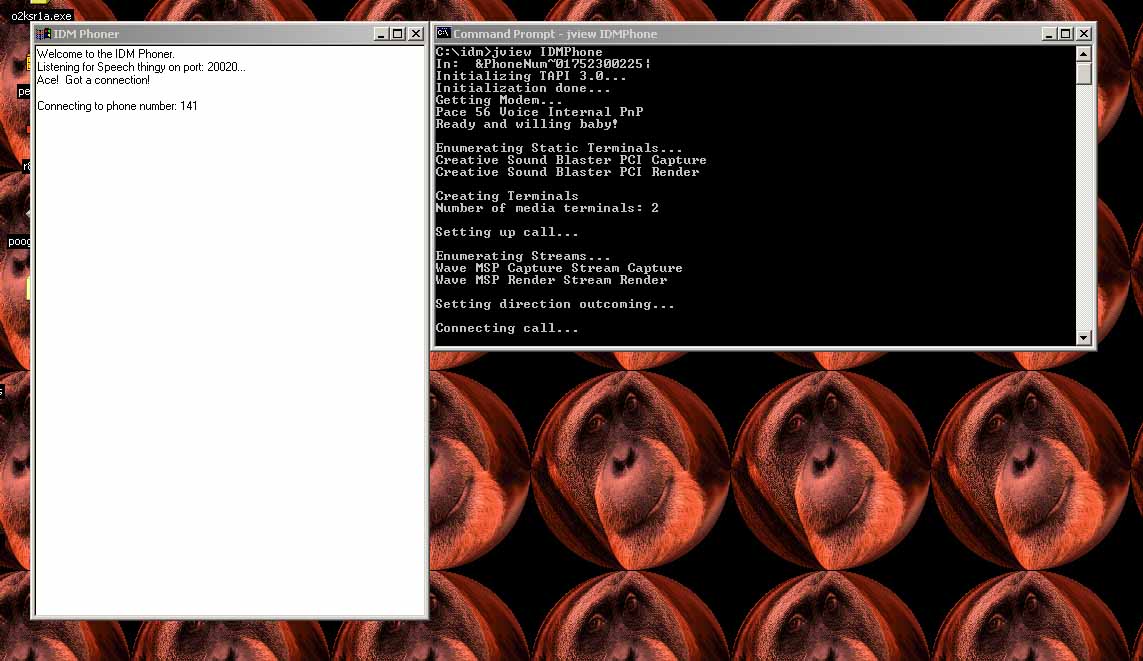 o2ksr1a.exe
IDM Phoner
Welcome to the IDM Phoner.
Listening for Speech thingy on port: 20020...
Ace!  Got a connection!
Connecting to phone number: 141
pe
r8
poog
s
Command Prompt - jview IDMPhone
C:\idm>jview IDMPhone
In:  &PhoneNum~01752300225¦
Initializing TAPI 3.0...
Initialization done...
Getting Modem...
Pace 56 Voice Internal PnP
Ready and willing baby!
Enumerating Static Terminals...
Creative Sound Blaster PCI Capture
Creative Sound Blaster PCI Render
Creating Terminals
Number of media terminals: 2
Setting up call...
Enumerating Streams...
Wave MSP Capture Stream Capture
Wave MSP Render Stream Render
Setting direction outcoming...
Connecting call...